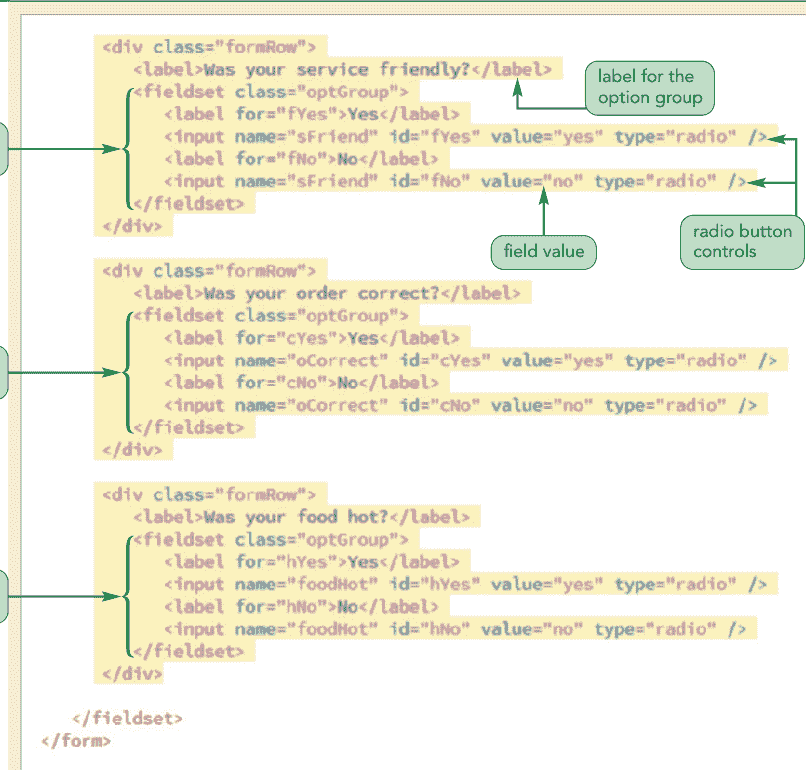 <div class="formRow">
<label>Was your service friendly?</label>
label for the
option group
<fieldset class="optGroup">
<label for="fYes">Yes</label>
<input name="sFriend" id="fYes" value="yes" type="radio" />
<label for="fNo">No</label>
<input name="sFriend" id="fNo" value="no" type="radio" />
</fieldset>
</div>
field value
radio button
controls
<div class="formRow">
<label>Was your order correct?</label>
<fieldset class="optGroup">
<label for="cYes">Yes</label>
<input name="oCorrect" id="cYes" value="yes" type="radio" />
<label for="cNo">No</label>
<input name="oCorrect" id="cNo" value="no" type="radio" />
</fieldset>
</div>
<div class="formRow">
<label>Was your food hot?</label>
<fieldset class="optGroup">
<label for="hYes">Yes</label>
<input name="foodHot" id="hYes" value="yes" type="radio" />
<label for="hNo">No</label>
<input name="foodHot" id="hNo" value="no" type="radio" />
</fieldset>
</div>
</fieldset>
</form>